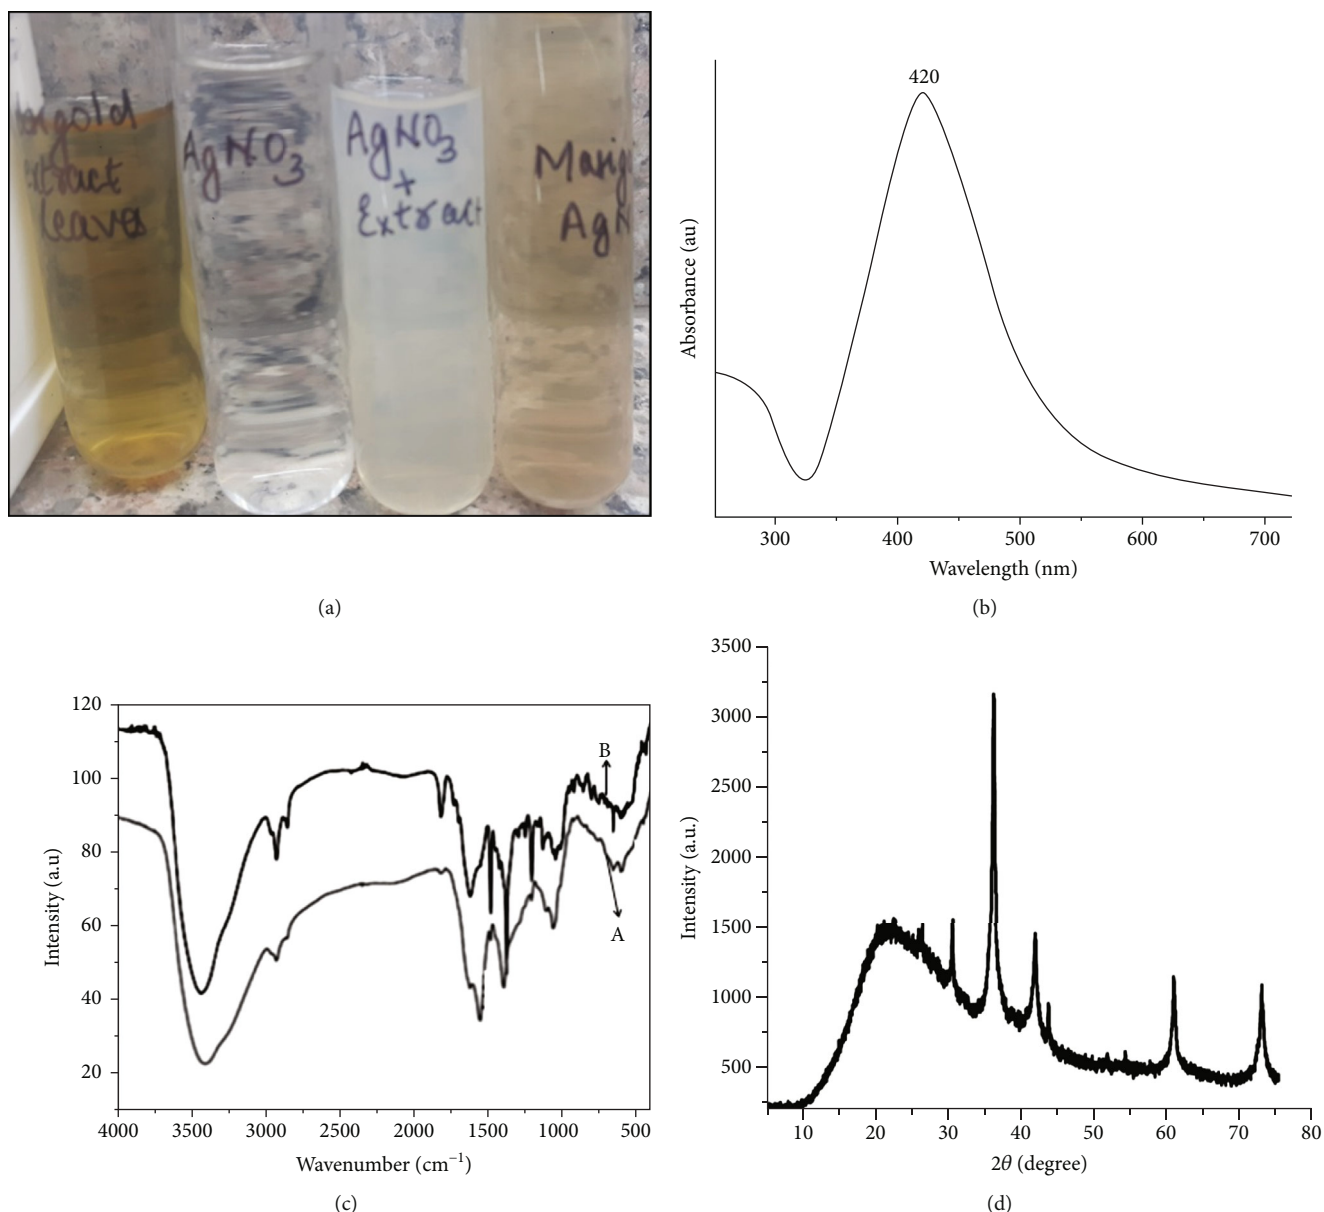 extract
leaves
AgNO3
AgNO3
+
Extract
420
Absorbance (au)
300 400 500 600 700
Wavelength (nm)
(a)
(b)
120
100
80
60
40
20
Intensity (a.u)
B
A
4000 3500 3000 2500 2000 1500 1000 500
Wavenumber (cm⁻¹)
(c)
3500
3000
2500
2000
1500
1000
500
Intensity (a.u.)
10 20 30 40 50 60 70 80
2θ (degree)
(d)